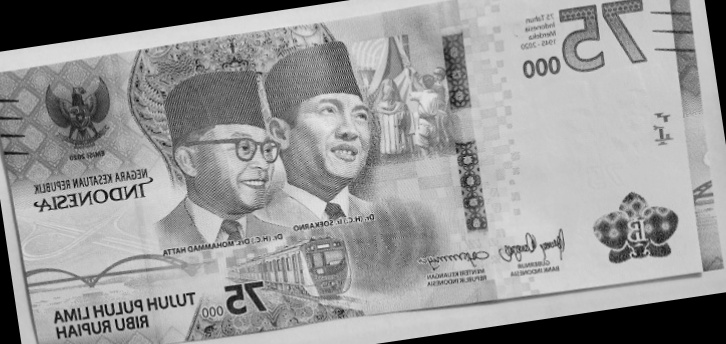 75 Tahun
Indonesia
Merdeka
1945-2020
75
000
EMISI 2020
NEGARA KESATUAN REPUBLIK
INDONESIA
Dr. (H.C.) Ir. SOEKARNO
Dr. (H.C.) Drs. MOHAMMAD HATTA
GUBERNUR
BANK INDONESIA
MENTERI KEUANGAN
REPUBLIK INDONESIA
75 000
TUJUH PULUH LIMA
RIBU RUPIAH